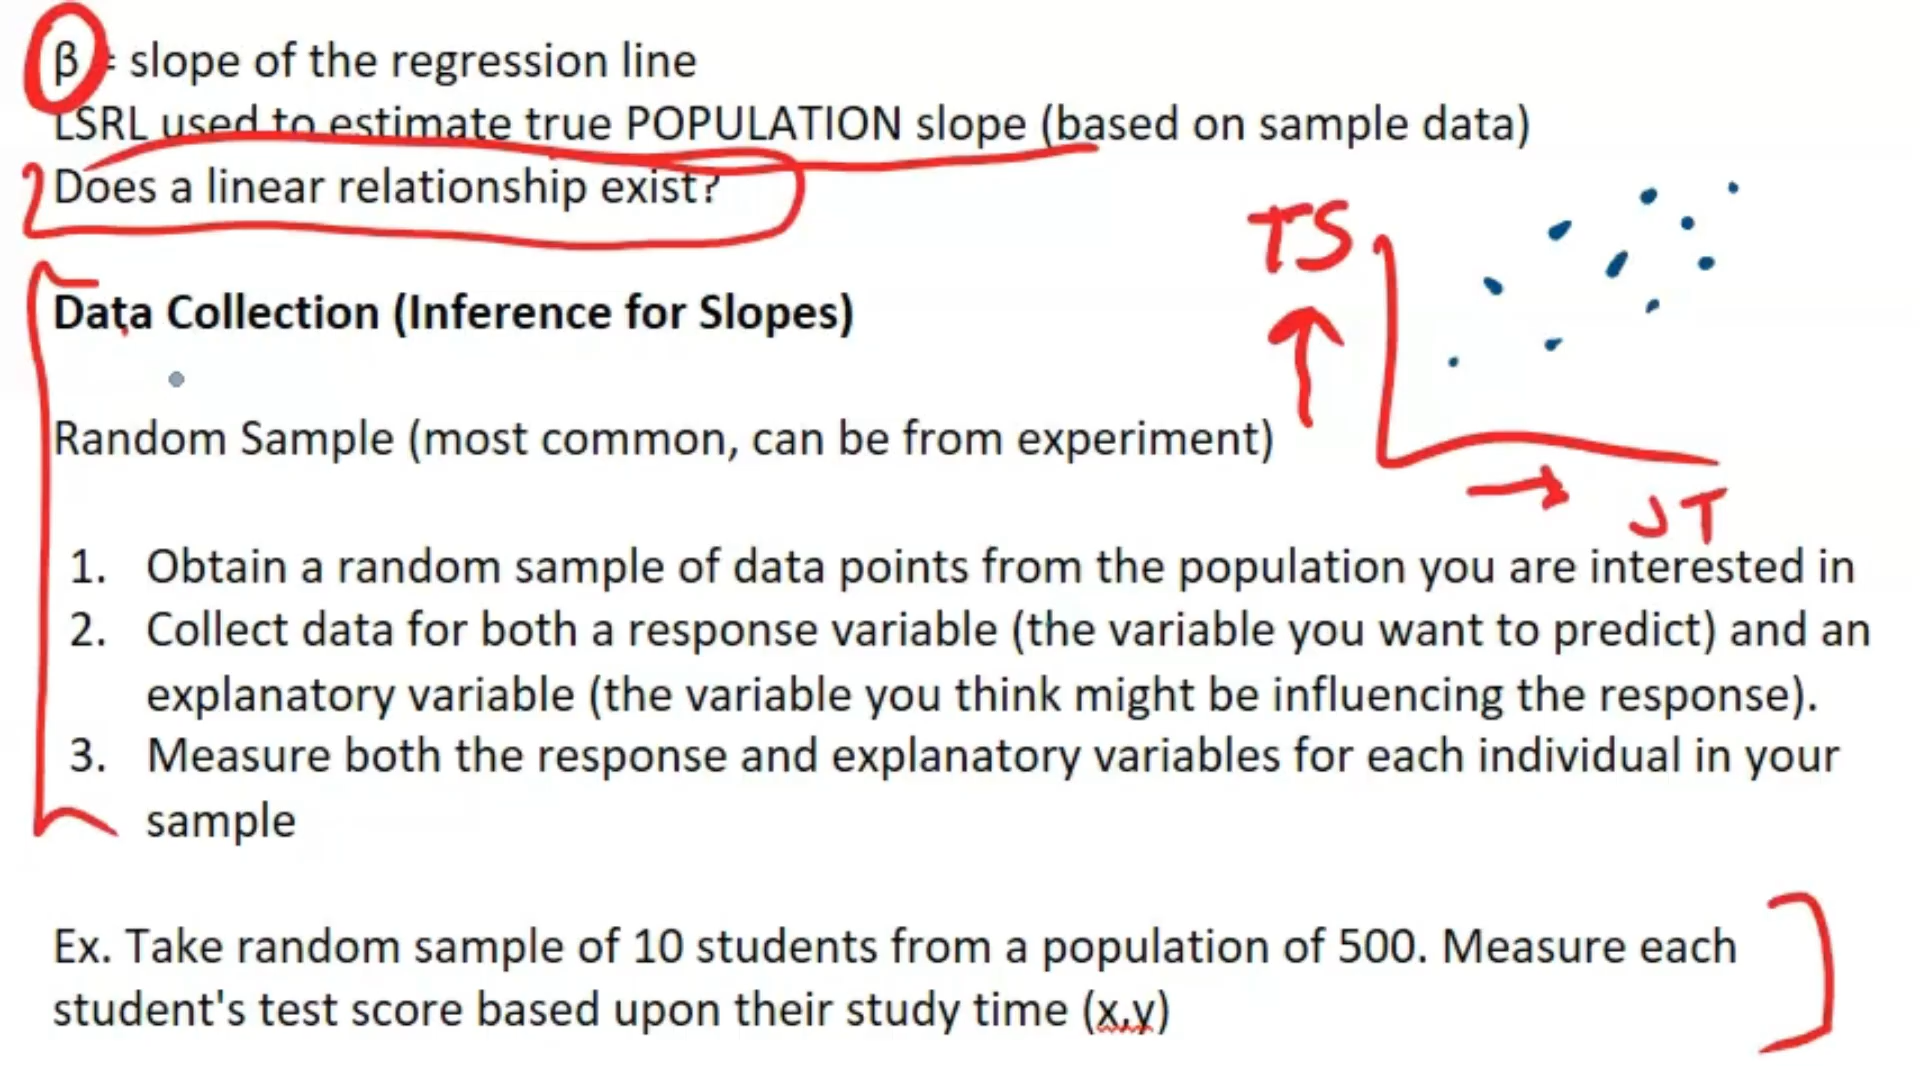 β = slope of the regression line
LSRL used to estimate true POPULATION slope (based on sample data)
Does a linear relationship exist?
TS
Data Collection (Inference for Slopes)
Random Sample (most common, can be from experiment)
JT
1. Obtain a random sample of data points from the population you are interested in
2. Collect data for both a response variable (the variable you want to predict) and an
explanatory variable (the variable you think might be influencing the response).
3. Measure both the response and explanatory variables for each individual in your
sample
Ex. Take random sample of 10 students from a population of 500. Measure each
student's test score based upon their study time (x,y)